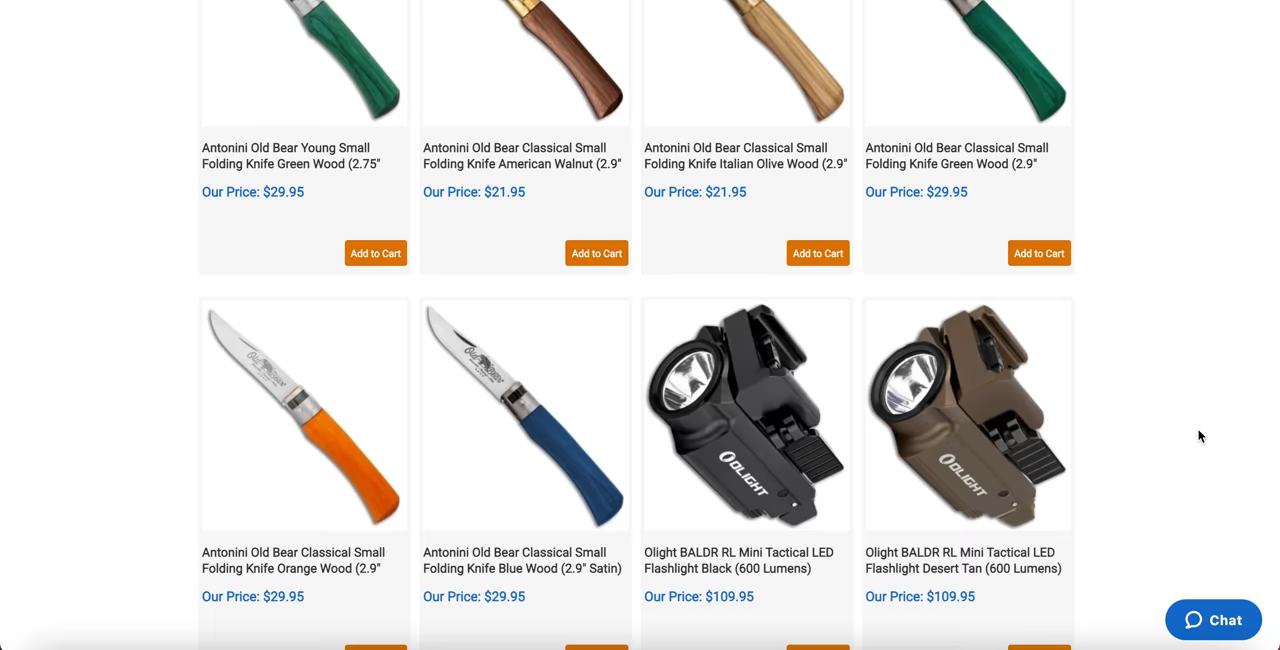 Antonini Old Bear Young Small
Folding Knife Green Wood (2.75"
Our Price: $29.95
Add to Cart
Antonini Old Bear Classical Small
Folding Knife American Walnut (2.9"
Our Price: $21.95
Add to Cart
Antonini Old Bear Classical Small
Folding Knife Italian Olive Wood (2.9"
Our Price: $21.95
Add to Cart
Antonini Old Bear Classical Small
Folding Knife Green Wood (2.9"
Our Price: $29.95
Add to Cart
Old Bear
Antonini Old Bear Classical Small
Folding Knife Orange Wood (2.9"
Our Price: $29.95
Old Bear
Antonini Old Bear Classical Small
Folding Knife Blue Wood (2.9" Satin)
Our Price: $29.95
OLIGHT
Olight BALDR RL Mini Tactical LED
Flashlight Black (600 Lumens)
Our Price: $109.95
OLIGHT
Olight BALDR RL Mini Tactical LED
Flashlight Desert Tan (600 Lumens)
Our Price: $109.95
Chat